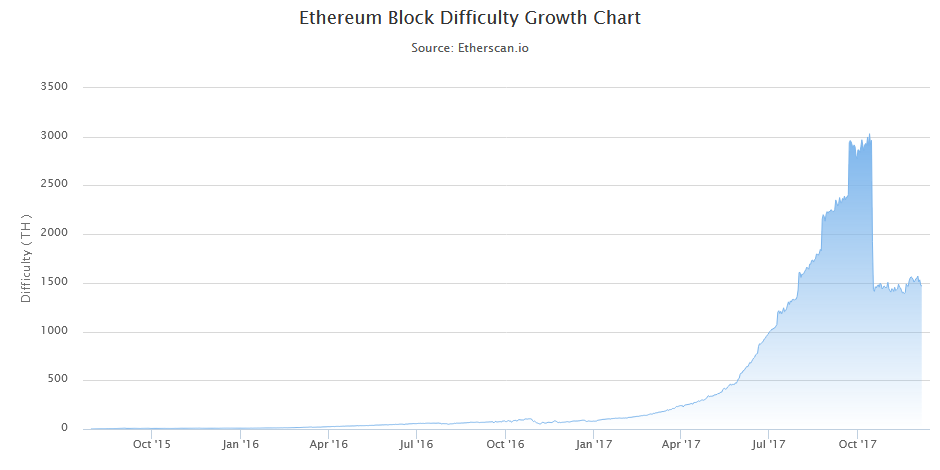 Ethereum Block Difficulty Growth Chart
Source: Etherscan.io
Difficulty ( TH )
3500
3000
2500
2000
1500
1000
500
0
Oct '15 Jan '16 Apr '16 Jul '16 Oct '16 Jan '17 Apr '17 Jul '17 Oct '17